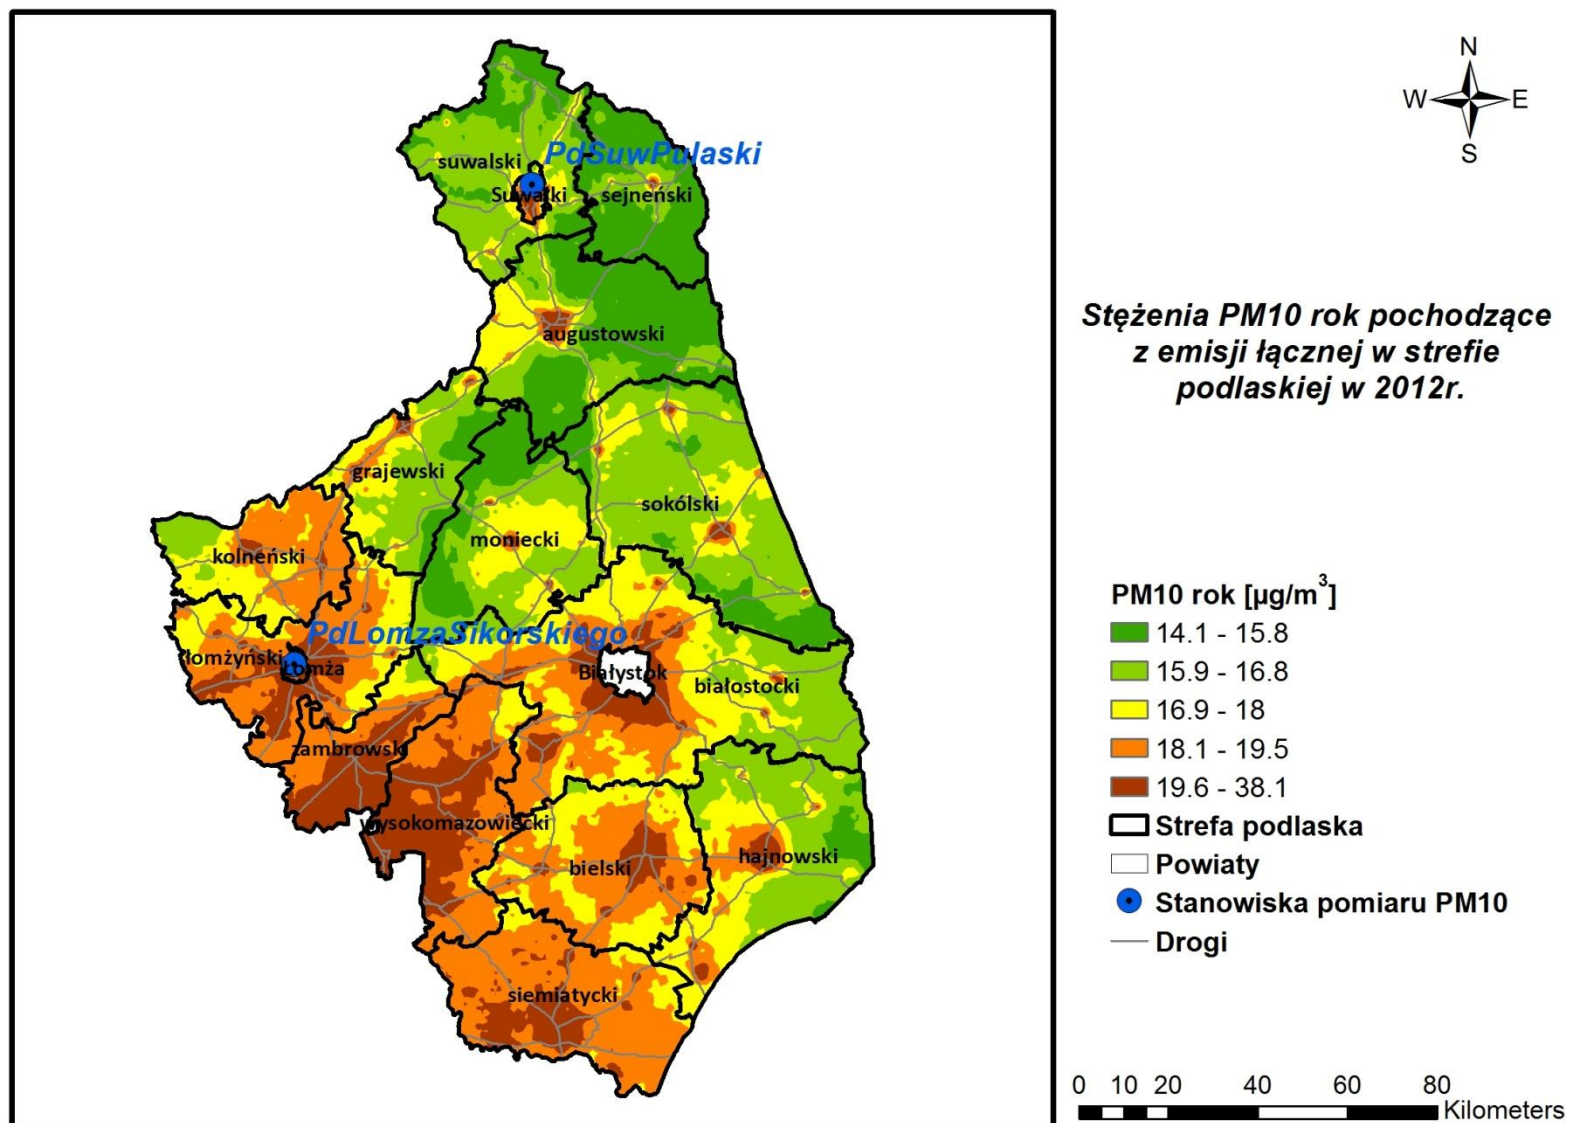 N
W E
S
PdSuwPulaski
suwalski
Suwałki
sejneński
augustowski
Stężenia PM10 rok pochodzące
z emisji łącznej w strefie
podlaskiej w 2012r.
grajewski
sokólski
moniecki
kolneński
PdLomzaSikorskiego
łomżyński
Łomża
Białystok
białostocki
zambrowski
wysokomazowiecki
bielski
hajnowski
siemiatycki
PM10 rok [µg/m³]
14.1 - 15.8
15.9 - 16.8
16.9 - 18
18.1 - 19.5
19.6 - 38.1
Strefa podlaska
Powiaty
Stanowiska pomiaru PM10
Drogi
0 10 20 40 60 80
Kilometers